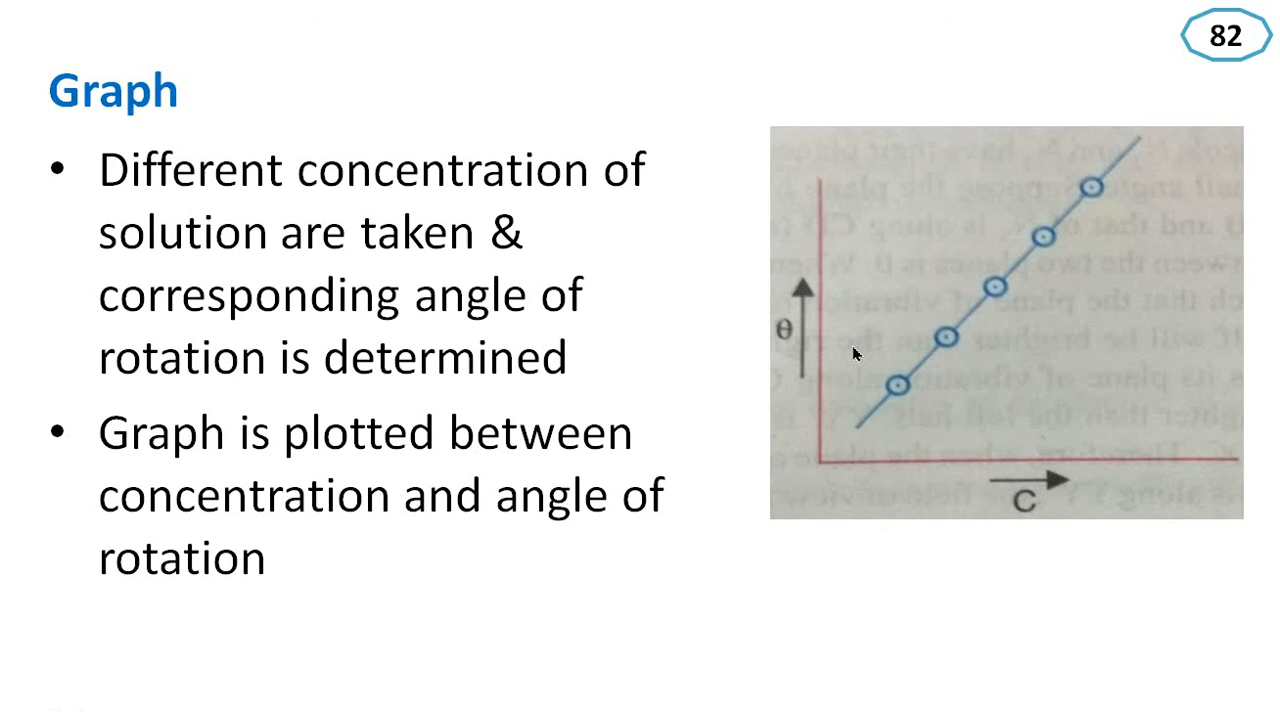 82
Graph
• Different concentration of
solution are taken &
corresponding angle of
rotation is determined
• Graph is plotted between
concentration and angle of
rotation
θ
C